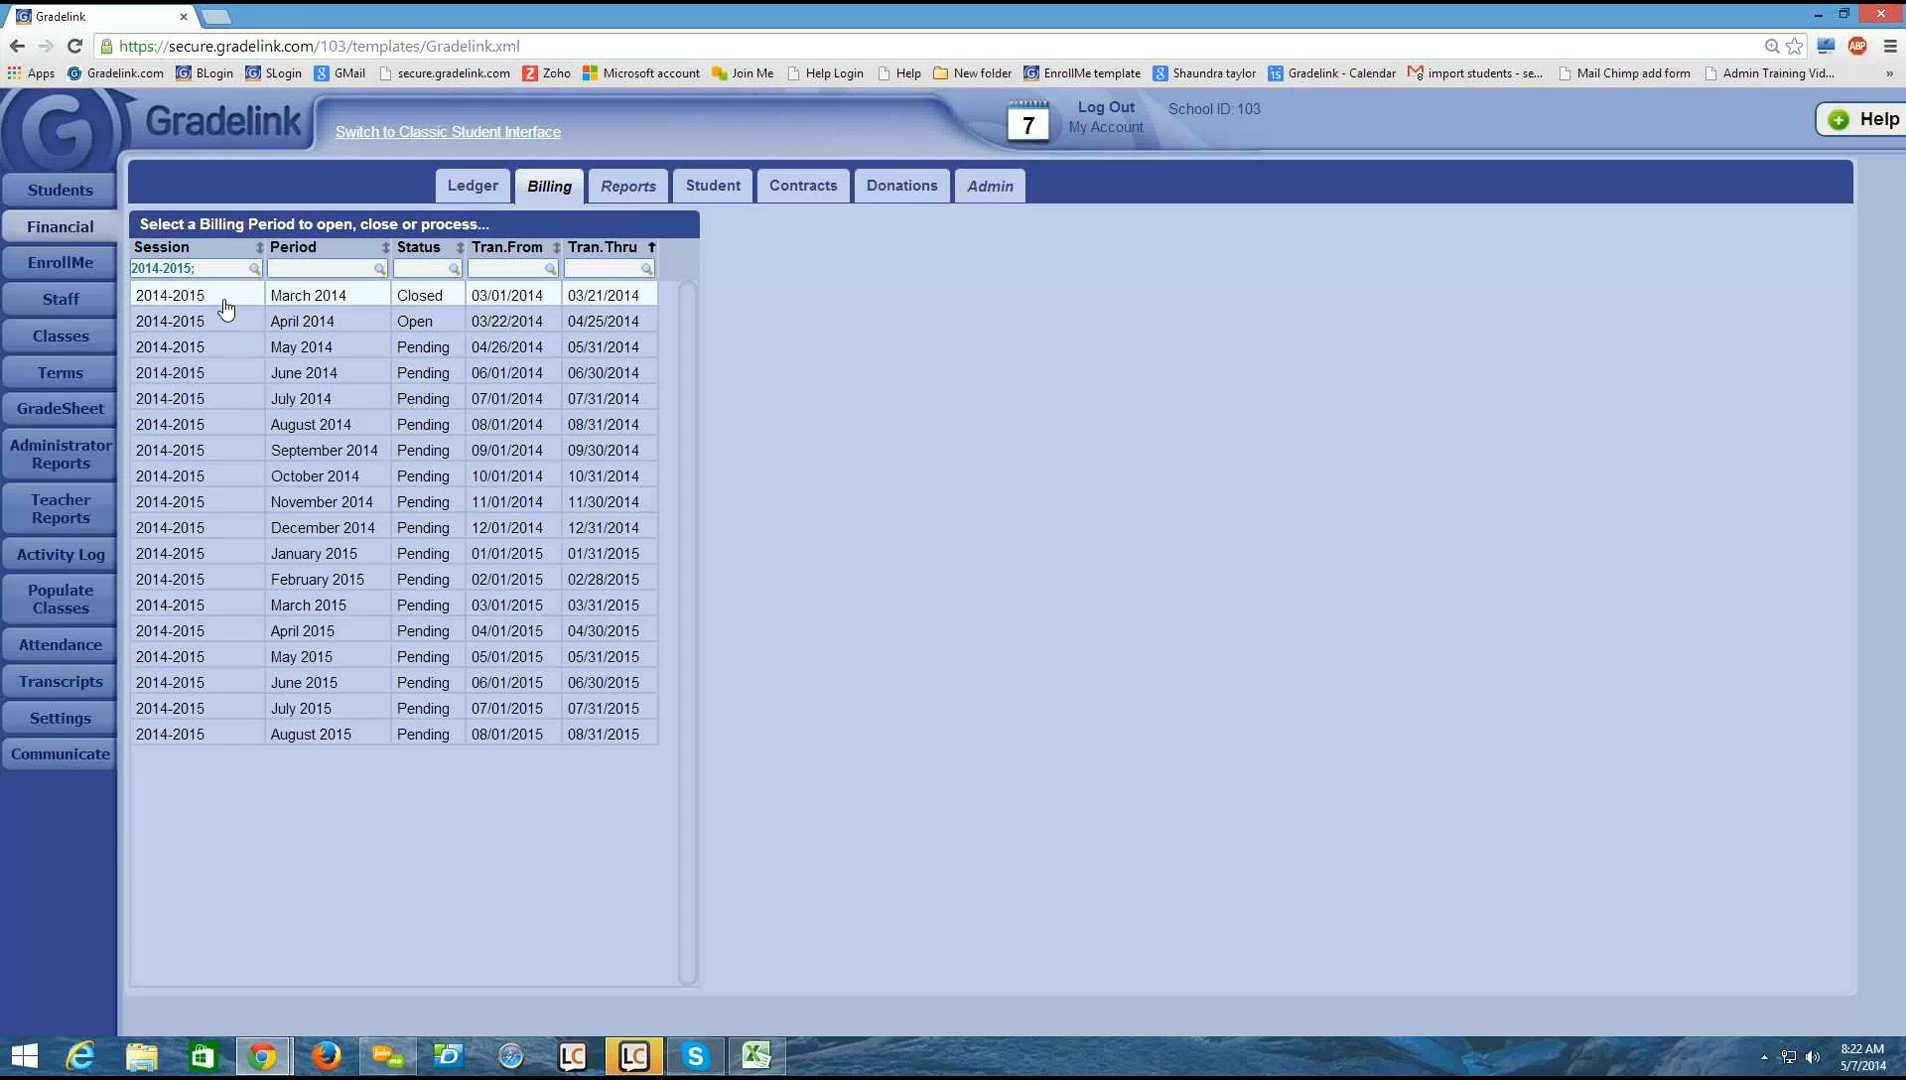 Gradelink
https://secure.gradelink.com/103/templates/Gradelink.xml
ABP
Apps Gradelink.com BLogin SLogin GMail secure.gradelink.com Zoho Microsoft account Join Me Help Login Help New folder EnrollMe template Shaundra taylor Gradelink - Calendar import students - se... Mail Chimp add form Admin Training Vid... »
Gradelink
Switch to Classic Student Interface
7
Log Out
My Account
School ID: 103
Help
Students
Financial
EnrollMe
Staff
Classes
Terms
GradeSheet
Administrator
Reports
Teacher
Reports
Activity Log
Populate
Classes
Attendance
Transcripts
Settings
Communicate
Ledger Billing Reports Student Contracts Donations Admin
Select a Billing Period to open, close or process...
Session Period Status Tran.From Tran.Thru
2014-2015;
2014-2015 March 2014 Closed 03/01/2014 03/21/2014
2014-2015 April 2014 Open 03/22/2014 04/25/2014
2014-2015 May 2014 Pending 04/26/2014 05/31/2014
2014-2015 June 2014 Pending 06/01/2014 06/30/2014
2014-2015 July 2014 Pending 07/01/2014 07/31/2014
2014-2015 August 2014 Pending 08/01/2014 08/31/2014
2014-2015 September 2014 Pending 09/01/2014 09/30/2014
2014-2015 October 2014 Pending 10/01/2014 10/31/2014
2014-2015 November 2014 Pending 11/01/2014 11/30/2014
2014-2015 December 2014 Pending 12/01/2014 12/31/2014
2014-2015 January 2015 Pending 01/01/2015 01/31/2015
2014-2015 February 2015 Pending 02/01/2015 02/28/2015
2014-2015 March 2015 Pending 03/01/2015 03/31/2015
2014-2015 April 2015 Pending 04/01/2015 04/30/2015
2014-2015 May 2015 Pending 05/01/2015 05/31/2015
2014-2015 June 2015 Pending 06/01/2015 06/30/2015
2014-2015 July 2015 Pending 07/01/2015 07/31/2015
2014-2015 August 2015 Pending 08/01/2015 08/31/2015
8:22 AM
5/7/2014